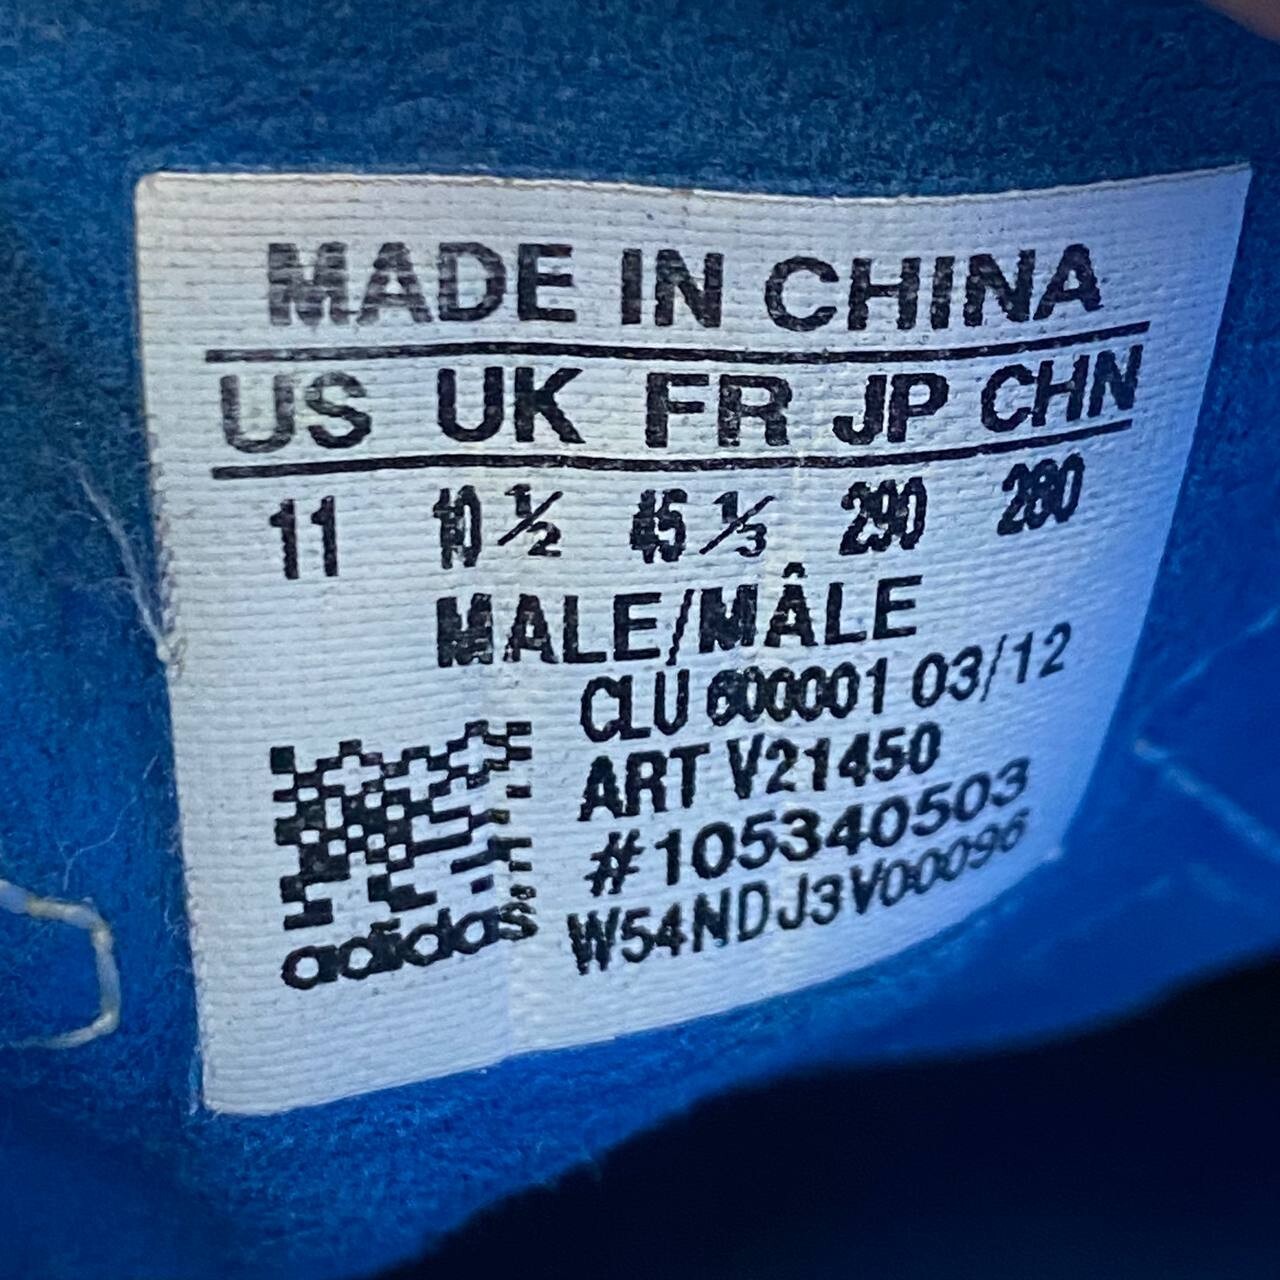 MADE IN CHINA
US UK FR JP CHN
11 10 ½ 45 ⅓ 290 280
MALE/MÂLE
CLU 600001 03/12
ART V21450
#105340503
W54NDJ3V00096
adidas